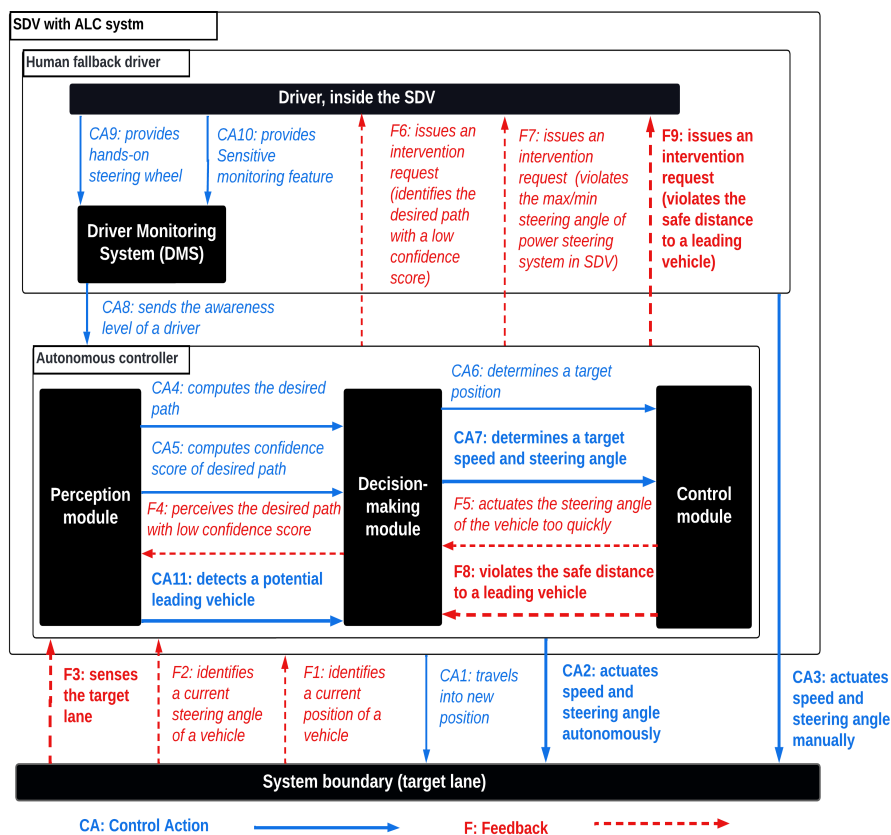 SDV with ALC systm
Human fallback driver
Driver, inside the SDV
CA9: provides
hands-on
steering wheel
CA10: provides
Sensitive
monitoring feature
F6: issues an
intervention
request
(identifies the
desired path
with a low
confidence
score)
F7: issues an
intervention
request (violates
the max/min
steering angle of
power steering
system in SDV)
F9: issues an
intervention
request
(violates the
safe distance
to a leading
vehicle)
Driver Monitoring
System (DMS)
CA8: sends the awareness
level of a driver
Autonomous controller
Perception
module
CA4: computes the desired
path
CA5: computes confidence
score of desired path
F4: perceives the desired path
with low confidence score
CA11: detects a potential
leading vehicle
Decision-
making
module
CA6: determines a target
position
CA7: determines a target
speed and steering angle
F5: actuates the steering angle
of the vehicle too quickly
F8: violates the safe distance
to a leading vehicle
Control
module
F3: senses
the target
lane
F2: identifies
a current
steering angle
of a vehicle
F1: identifies
a current
position of a
vehicle
CA1: travels
into new
position
CA2: actuates
speed and
steering angle
autonomously
CA3: actuates
speed and
steering angle
manually
System boundary (target lane)
CA: Control Action
F: Feedback